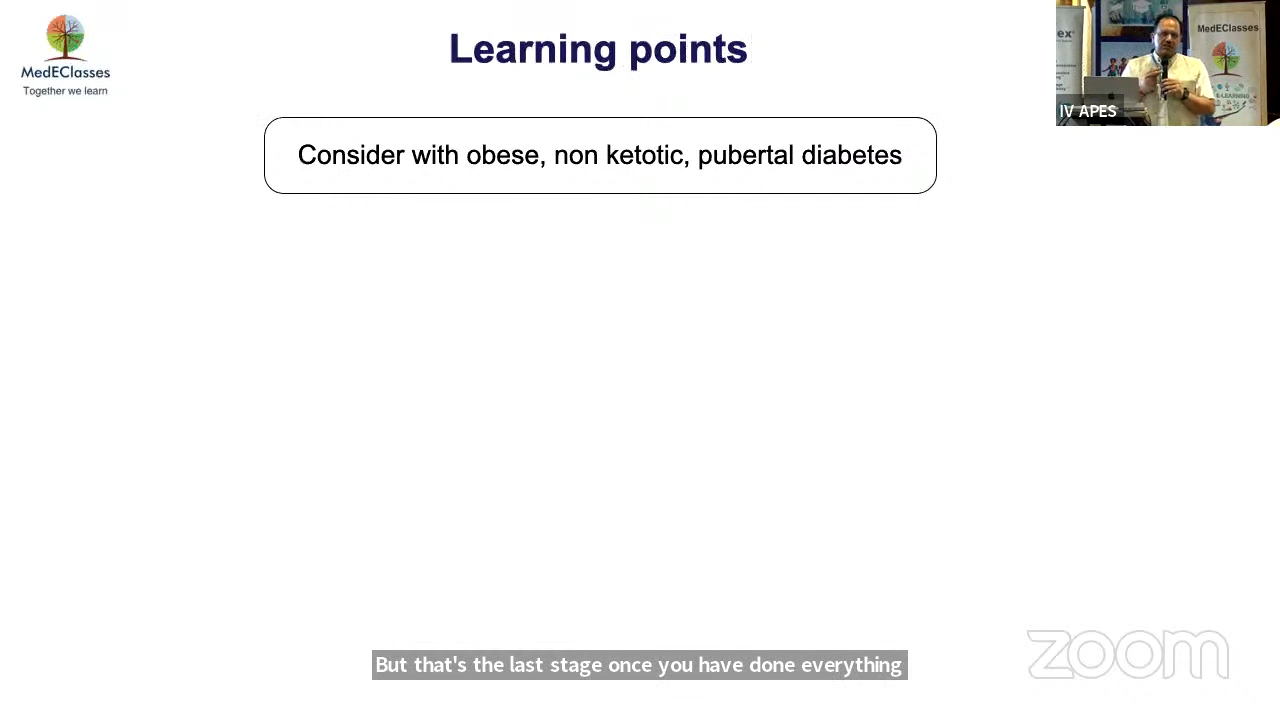 MedEClasses
Together we learn
Learning points
Consider with obese, non ketotic, pubertal diabetes
MedEClasses
E-LEARNING
IV APES
But that's the last stage once you have done everything
zoom